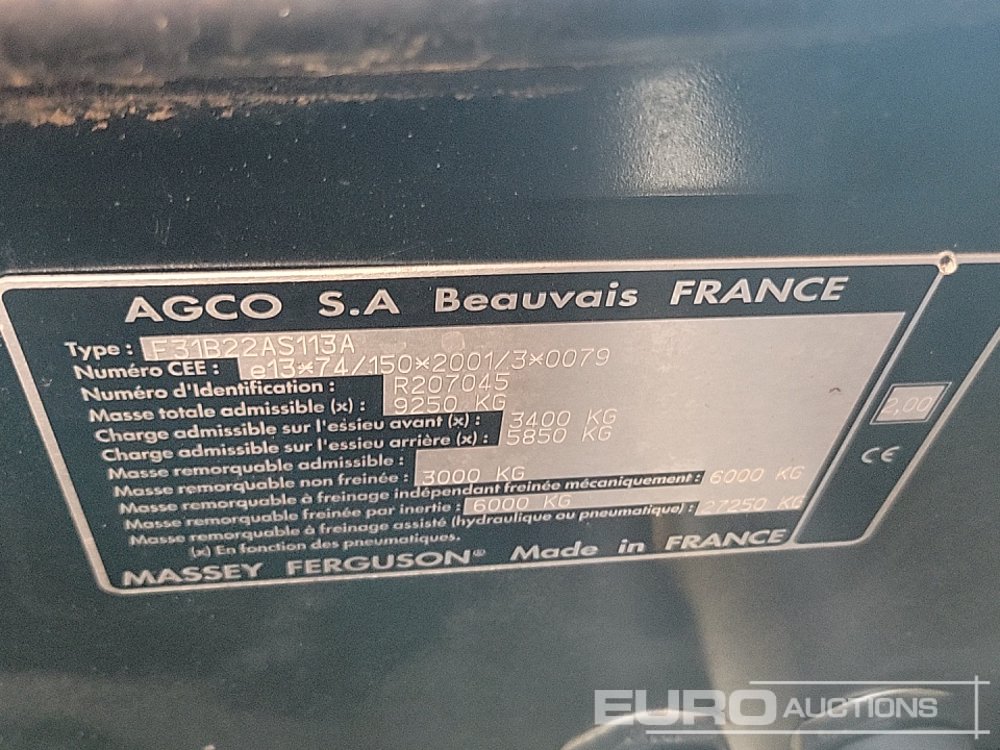 AGCO S.A Beauvais FRANCE
Type : F31B22AS113A
Numéro CEE : e13*74/150*2001/3*0079
Numéro d'Identification : R207045
Masse totale admissible (x) : 9250 KG
Charge admissible sur l'essieu avant (x) : 3400 KG
Charge admissible sur l'essieu arrière (x) : 5850 KG
Masse remorquable admissible :
Masse remorquable non freinée : 3000 KG
Masse remorquable à freinage indépendant freinée mécaniquement : 6000 KG
Masse remorquable freinée par inertie : 6000 KG
Masse remorquable à freinage assisté (hydraulique ou pneumatique) : 27250 KG
(x) En fonction des pneumatiques.
MASSEY FERGUSON® Made in FRANCE
2,00
CE
EURO AUCTIONS